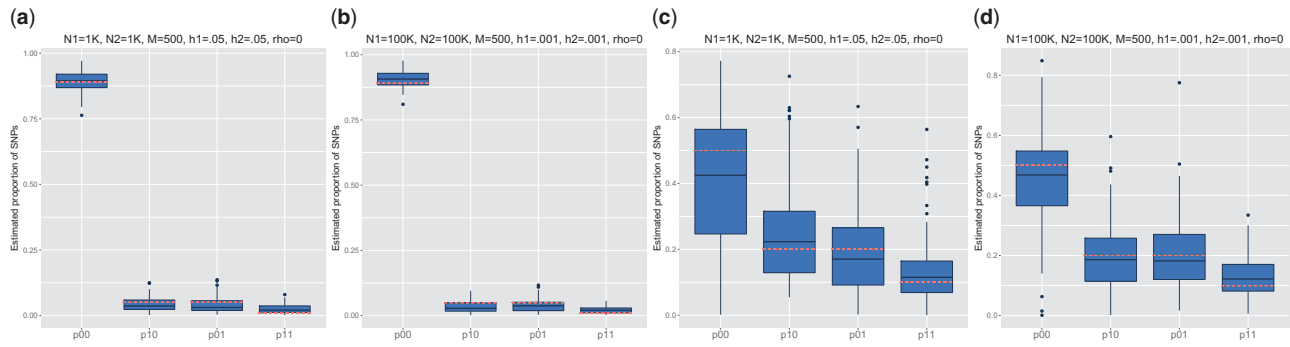 (a)
N1=1K, N2=1K, M=500, h1=.05, h2=.05, rho=0
Estimated proportion of SNPs
1.00
0.75
0.50
0.25
0.00
p00 p10 p01 p11
(b)
N1=100K, N2=100K, M=500, h1=.001, h2=.001, rho=0
Estimated proportion of SNPs
1.00
0.75
0.50
0.25
0.00
p00 p10 p01 p11
(c)
N1=1K, N2=1K, M=500, h1=.05, h2=.05, rho=0
Estimated proportion of SNPs
0.8
0.6
0.4
0.2
0.0
p00 p10 p01 p11
(d)
N1=100K, N2=100K, M=500, h1=.001, h2=.001, rho=0
Estimated proportion of SNPs
0.8
0.6
0.4
0.2
0.0
p00 p10 p01 p11